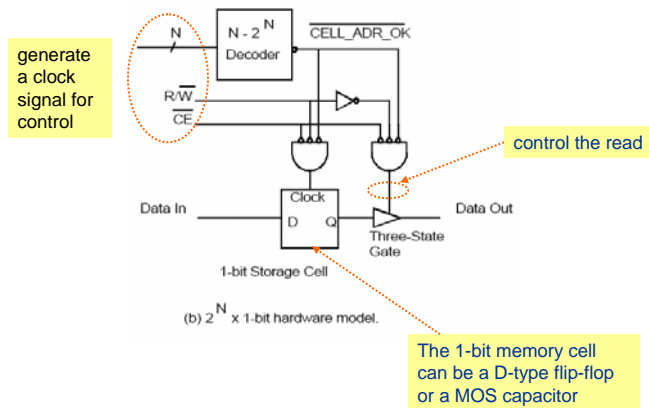 generate
a clock
signal for
control
N
N - 2^N
Decoder
CELL_ADR_OK
R/W
CE
control the read
Clock
D Q
Data In
Data Out
Three-State
Gate
1-bit Storage Cell
(b) 2^N x 1-bit hardware model.
The 1-bit memory cell
can be a D-type flip-flop
or a MOS capacitor